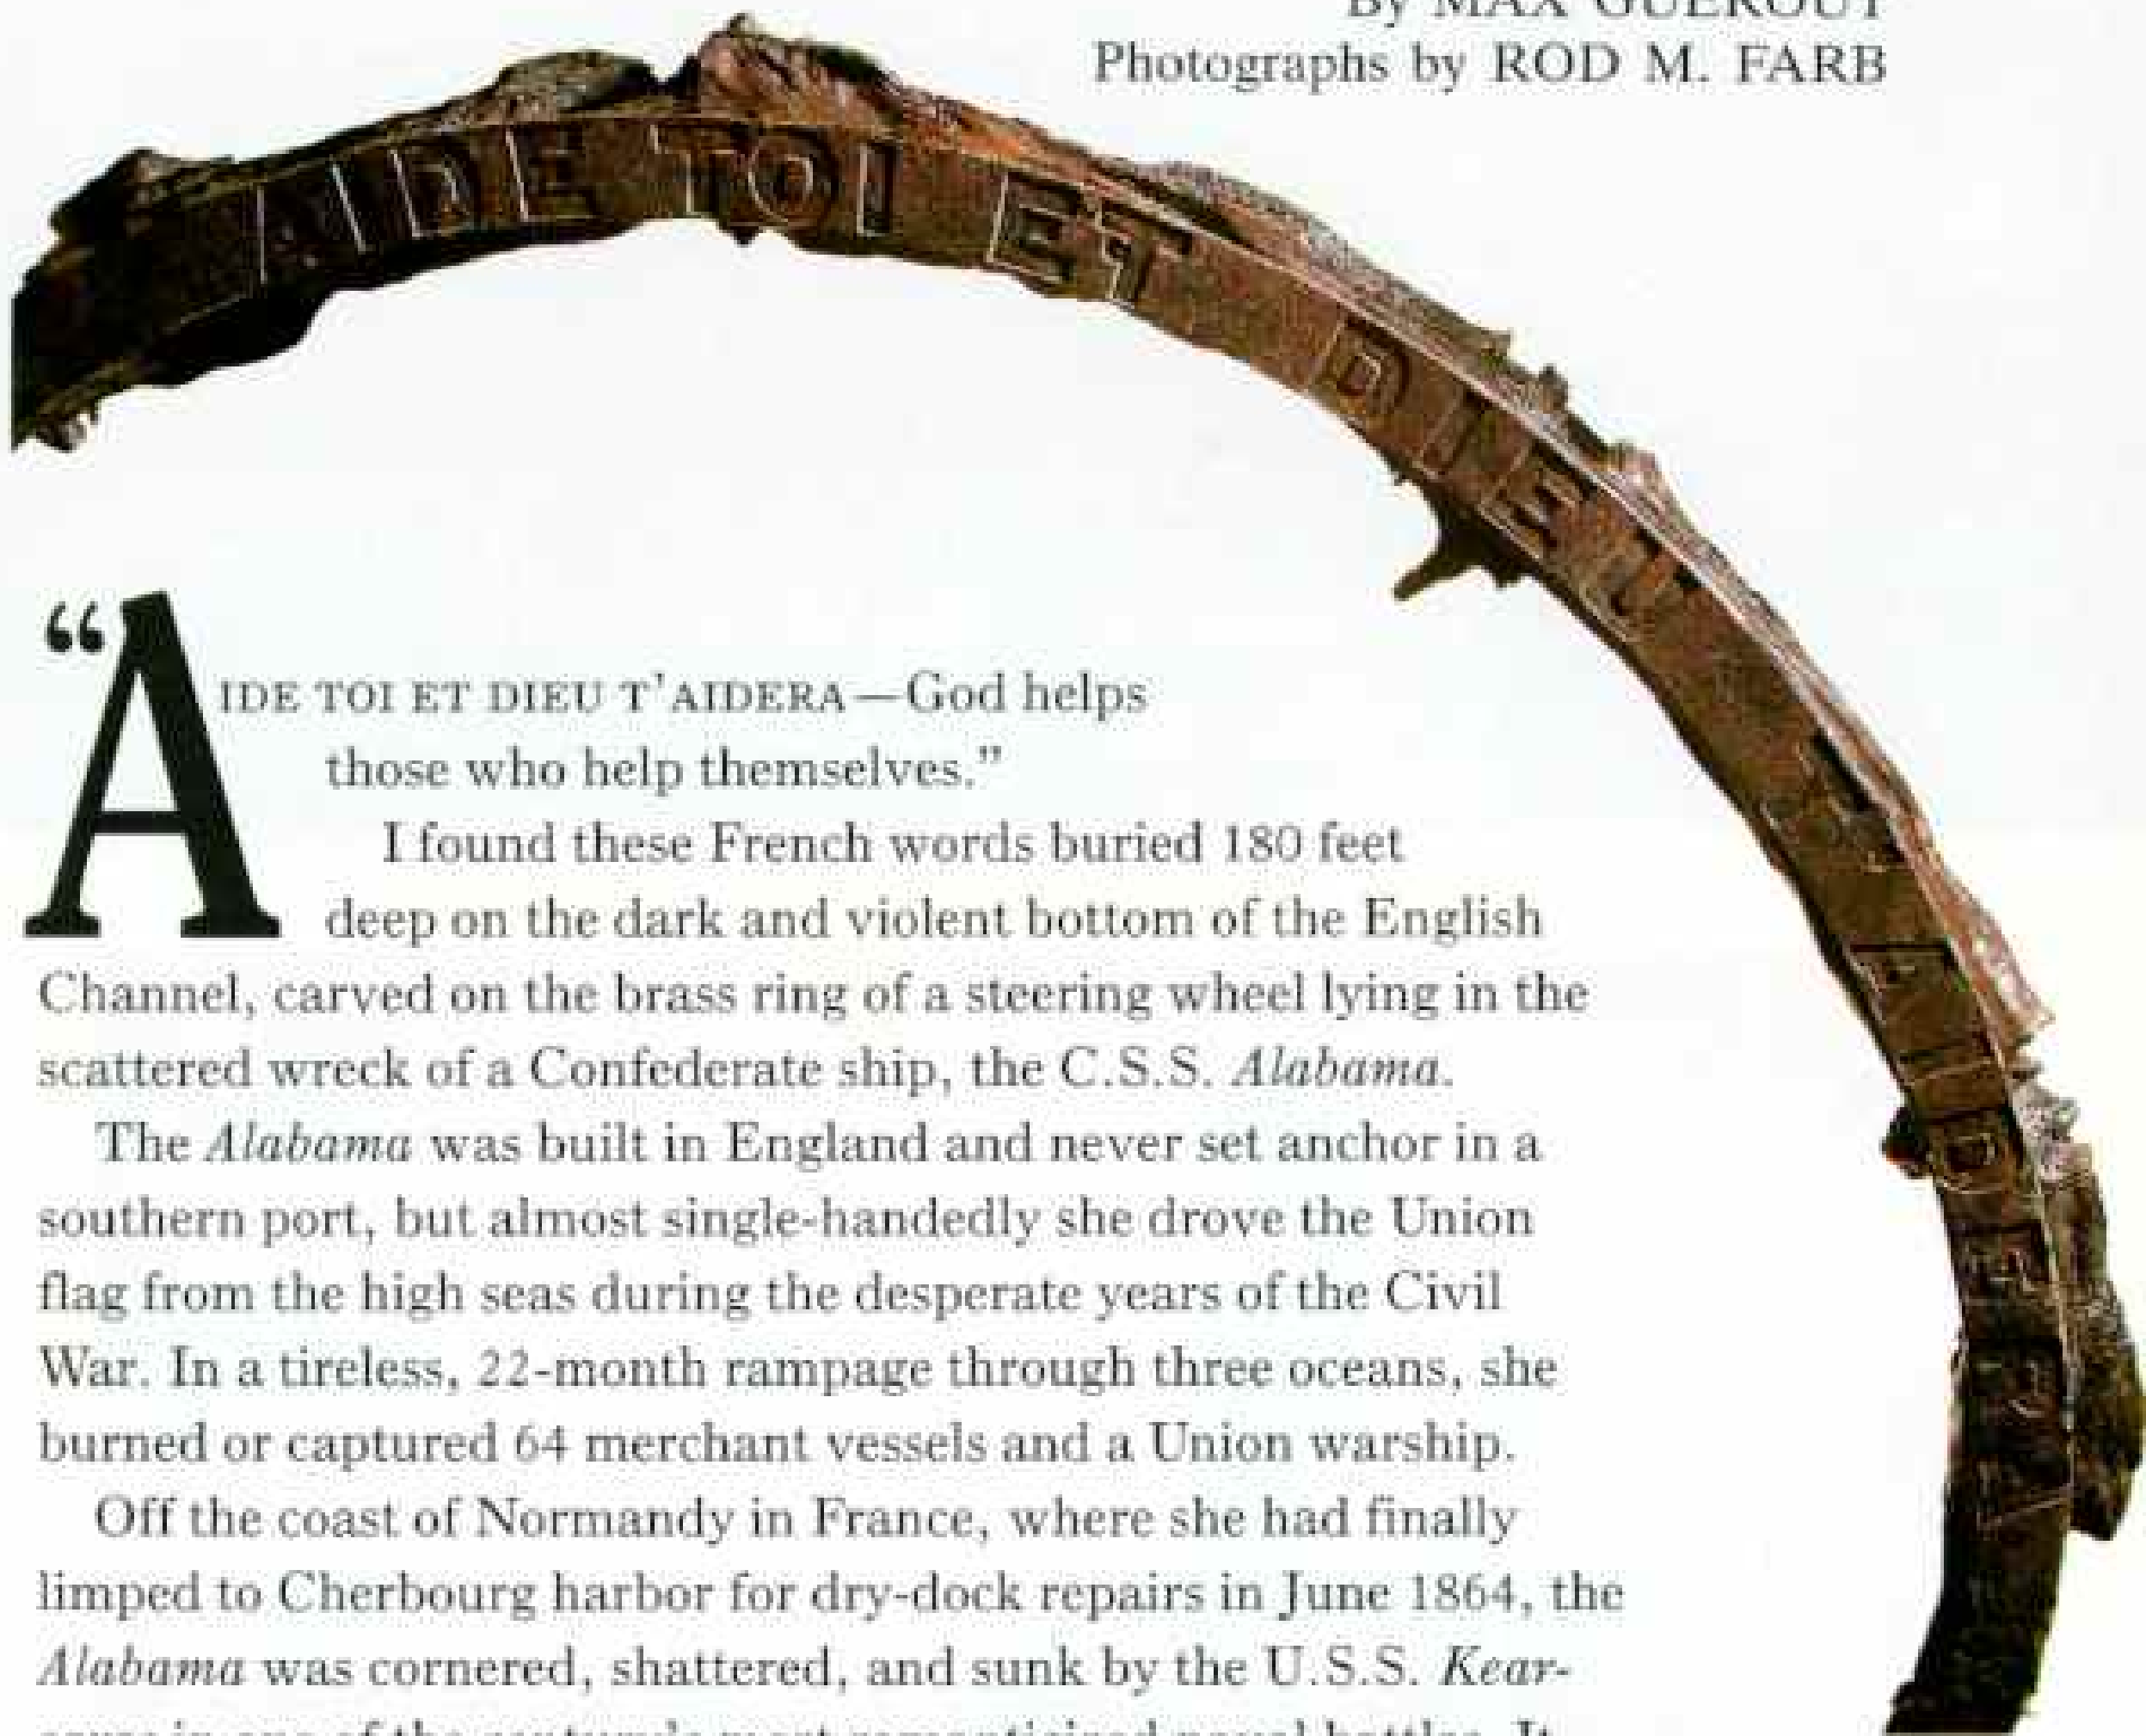 By MAX GUEROUT
Photographs by ROD M. FARB
AIDE TOI ET DIEU
“AIDE TOI ET DIEU T’AIDERA—God helps
those who help themselves.”
I found these French words buried 180 feet
deep on the dark and violent bottom of the English
Channel, carved on the brass ring of a steering wheel lying in the
scattered wreck of a Confederate ship, the C.S.S. Alabama.
The Alabama was built in England and never set anchor in a
southern port, but almost single-handedly she drove the Union
flag from the high seas during the desperate years of the Civil
War. In a tireless, 22-month rampage through three oceans, she
burned or captured 64 merchant vessels and a Union warship.
Off the coast of Normandy in France, where she had finally
limped to Cherbourg harbor for dry-dock repairs in June 1864, the
Alabama was cornered, shattered, and sunk by the U.S.S. Kear-